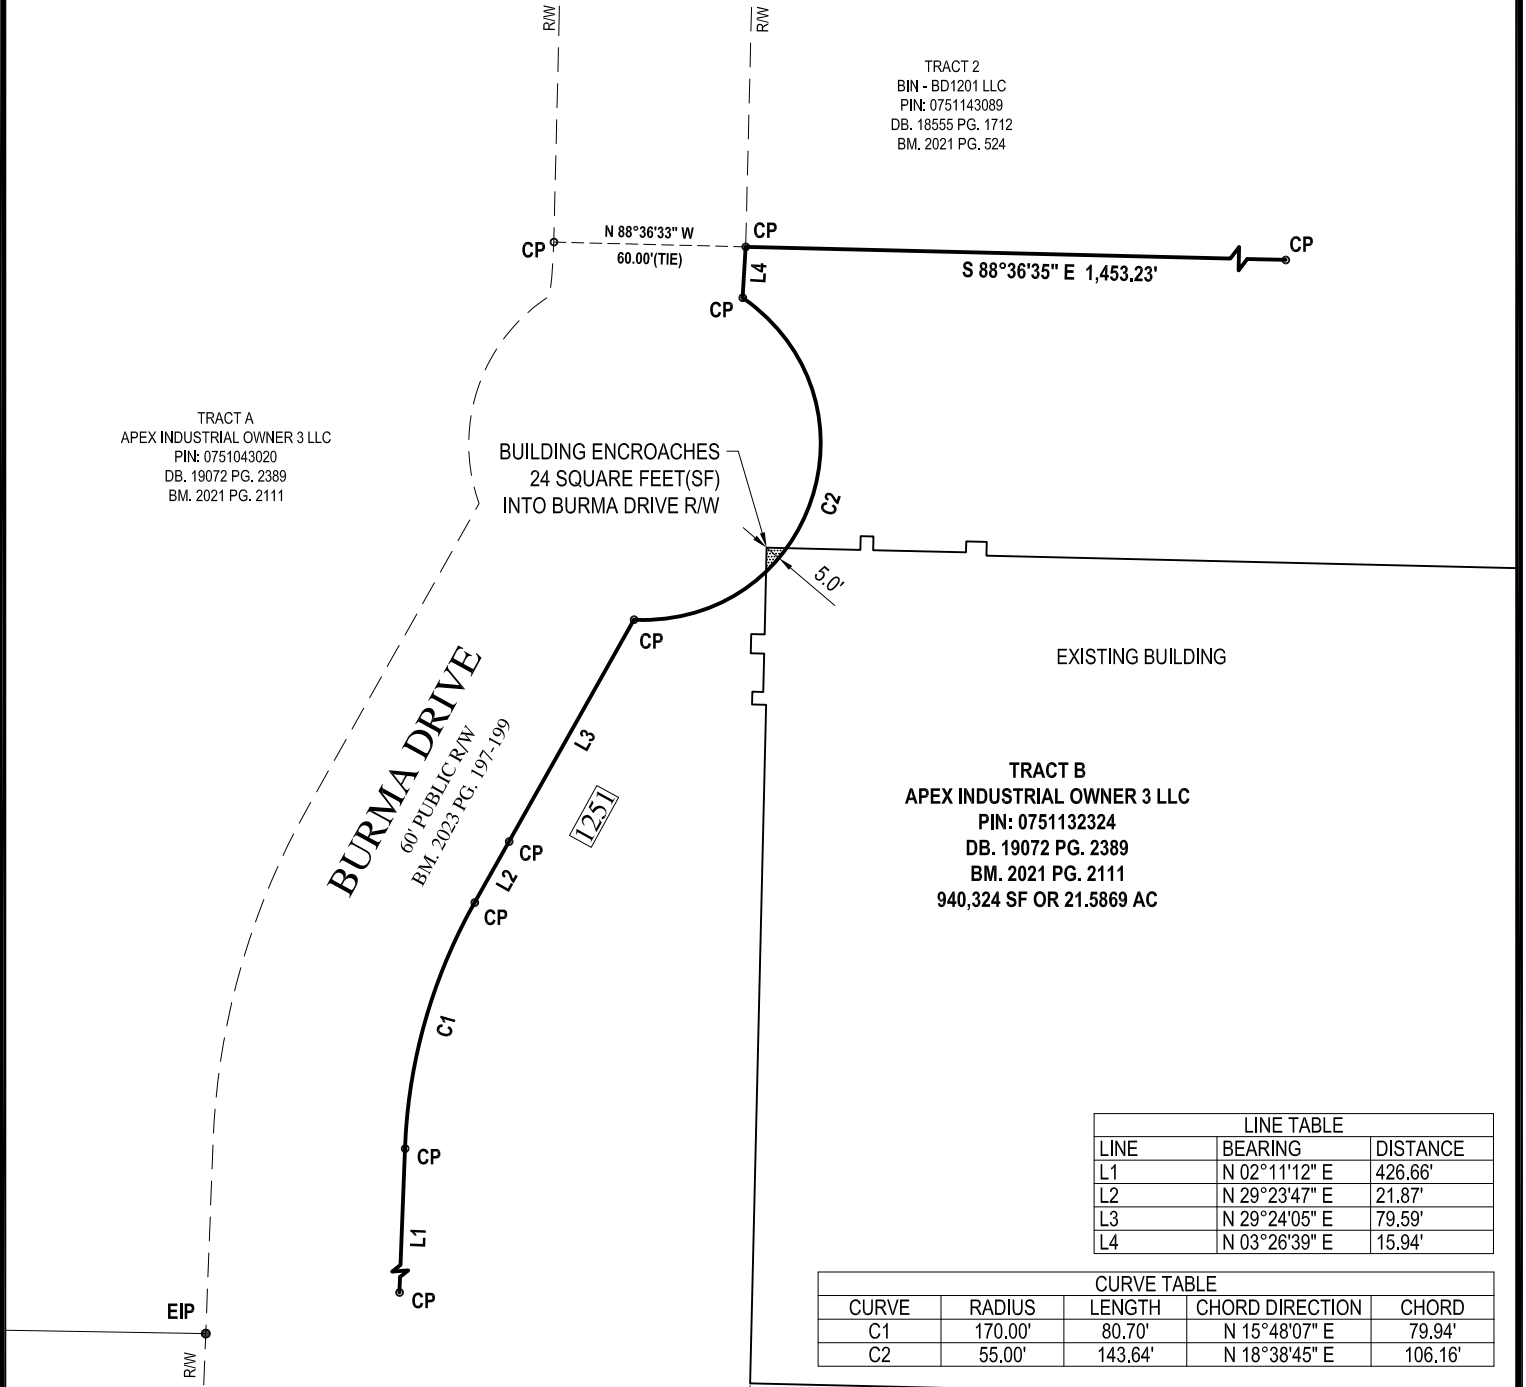 R/W
R/W
TRACT 2
BIN - BD1201 LLC
PIN: 0751143089
DB. 18555 PG. 1712
BM. 2021 PG. 524
N 88°36'33" W
60.00'(TIE)
CP
CP
CP
S 88°36'35" E 1,453.23'
L4
CP
TRACT A
APEX INDUSTRIAL OWNER 3 LLC
PIN: 0751043020
DB. 19072 PG. 2389
BM. 2021 PG. 2111
BUILDING ENCROACHES
24 SQUARE FEET(SF)
INTO BURMA DRIVE R/W
C2
5.0'
CP
EXISTING BUILDING
BURMA DRIVE
60' PUBLIC R/W
BM. 2023 PG. 197-199
L3
1251
TRACT B
APEX INDUSTRIAL OWNER 3 LLC
PIN: 0751132324
DB. 19072 PG. 2389
BM. 2021 PG. 2111
940,324 SF OR 21.5869 AC
CP
L2
CP
C1
CP
L1
CP
EIP
R/W
LINE TABLE
LINE BEARING DISTANCE
L1 N 02°11'12" E 426.66'
L2 N 29°23'47" E 21.87'
L3 N 29°24'05" E 79.59'
L4 N 03°26'39" E 15.94'
CURVE TABLE
CURVE RADIUS LENGTH CHORD DIRECTION CHORD
C1 170.00' 80.70' N 15°48'07" E 79.94'
C2 55.00' 143.64' N 18°38'45" E 106.16'